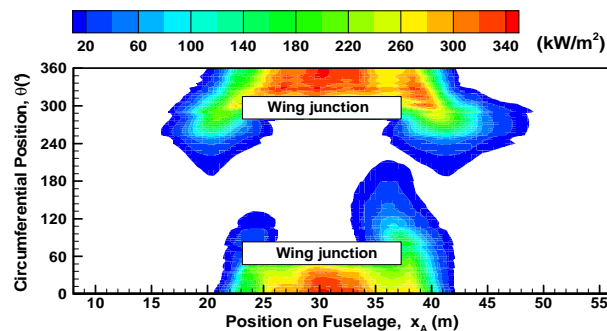 20 60 100 140 180 220 260 300 340 (kW/m²)
Circumferential Position, θ(°)
360
300
240
180
120
60
0
Wing junction
Wing junction
10 15 20 25 30 35 40 45 50 55
Position on Fuselage, x_A (m)